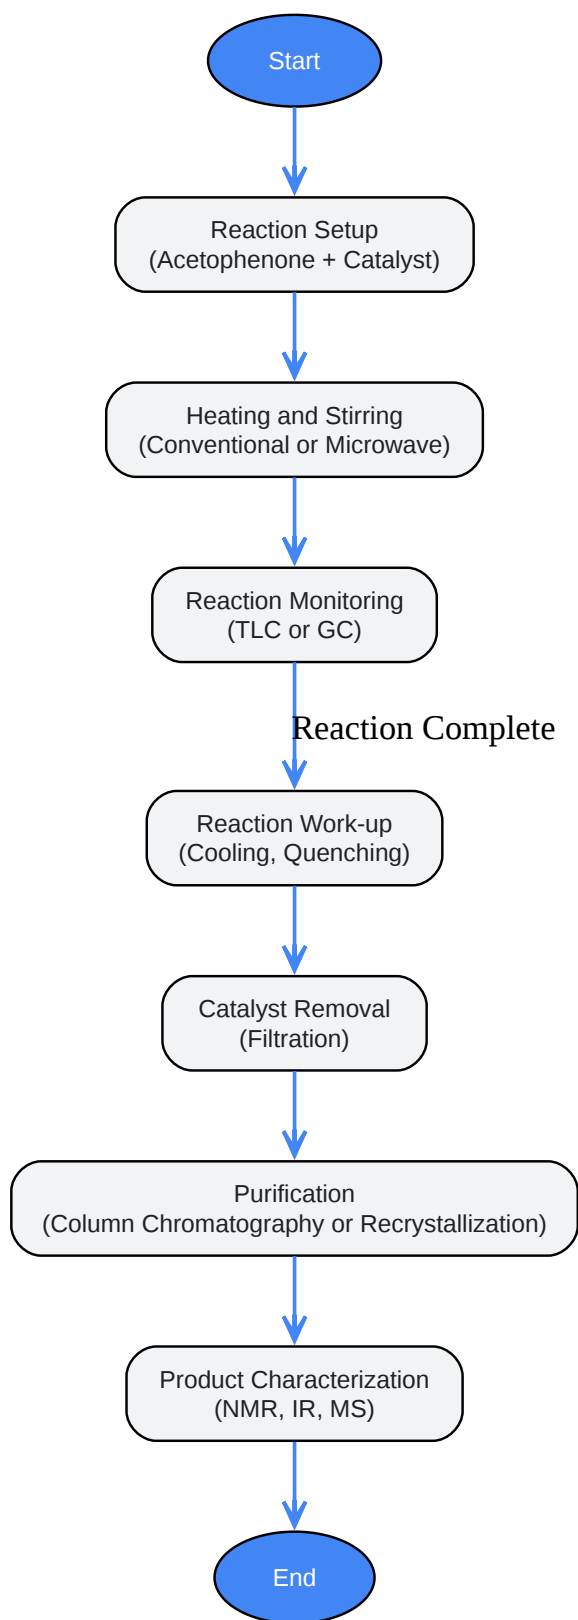 Start
Reaction Setup
(Acetophenone + Catalyst)
Heating and Stirring
(Conventional or Microwave)
Reaction Monitoring
(TLC or GC)
Reaction Complete
Reaction Work-up
(Cooling, Quenching)
Catalyst Removal
(Filtration)
Purification
(Column Chromatography or Recrystallization)
Product Characterization
(NMR, IR, MS)
End